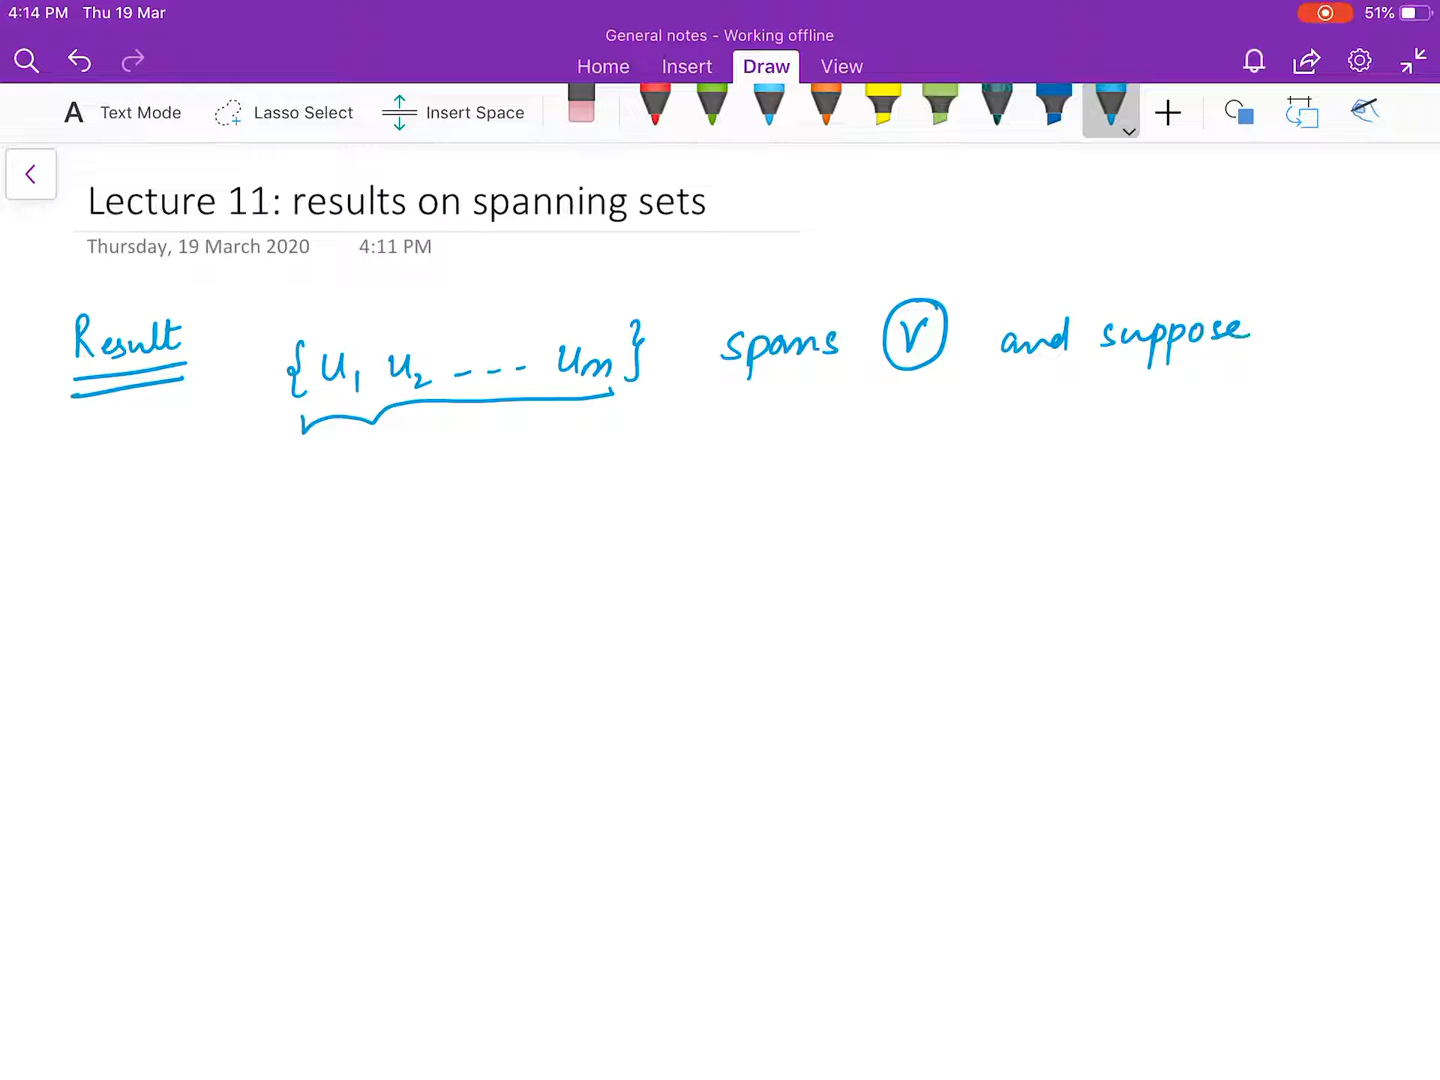 4:14 PM Thu 19 Mar
51%
General notes - Working offline
Home Insert Draw View
A Text Mode Lasso Select Insert Space
Lecture 11: results on spanning sets
Thursday, 19 March 2020 4:11 PM
Result {u₁ u₂ --- uₘ} spans V and suppose